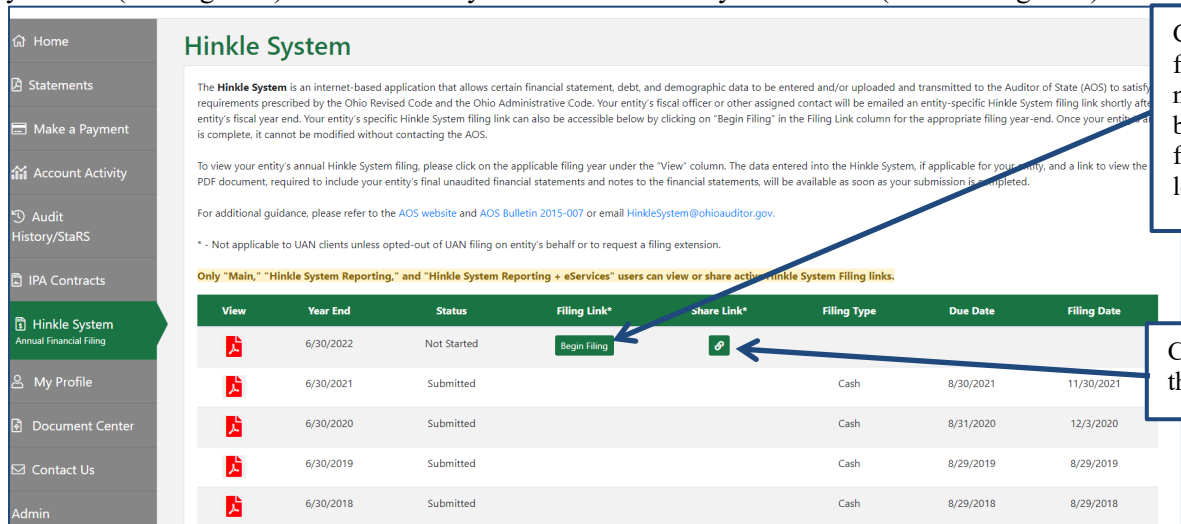 Home
Statements
Make a Payment
Account Activity
Audit
History/StaRS
IPA Contracts
Hinkle System
Annual Financial Filing
My Profile
Document Center
Contact Us
Admin
Hinkle System
The Hinkle System is an internet-based application that allows certain financial statement, debt, and demographic data to be entered and/or uploaded and transmitted to the Auditor of State (AOS) to satisfy
requirements prescribed by the Ohio Revised Code and the Ohio Administrative Code. Your entity's fiscal officer or other assigned contact will be emailed an entity-specific Hinkle System filing link shortly afte
entity's fiscal year end. Your entity's specific Hinkle System filing link can also be accessible below by clicking on "Begin Filing" in the Filing Link column for the appropriate filing year-end. Once your entity's
is complete, it cannot be modified without contacting the AOS.
To view your entity's annual Hinkle System filing, please click on the applicable filing year under the "View" column. The data entered into the Hinkle System, if applicable for your entity, and a link to view the
PDF document, required to include your entity's final unaudited financial statements and notes to the financial statements, will be available as soon as your submission is completed.
For additional guidance, please refer to the AOS website and AOS Bulletin 2015-007 or email HinkleSystem@ohioauditor.gov.
* - Not applicable to UAN clients unless opted-out of UAN filing on entity's behalf or to request a filing extension.
Only "Main," "Hinkle System Reporting," and "Hinkle System Reporting + eServices" users can view or share active Hinkle System Filing links.
View Year End Status Filing Link* Share Link* Filing Type Due Date Filing Date
6/30/2022 Not Started Begin Filing
6/30/2021 Submitted Cash 8/30/2021 11/30/2021
6/30/2020 Submitted Cash 8/31/2020 12/3/2020
6/30/2019 Submitted Cash 8/29/2019 8/29/2019
6/30/2018 Submitted Cash 8/29/2018 8/29/2018